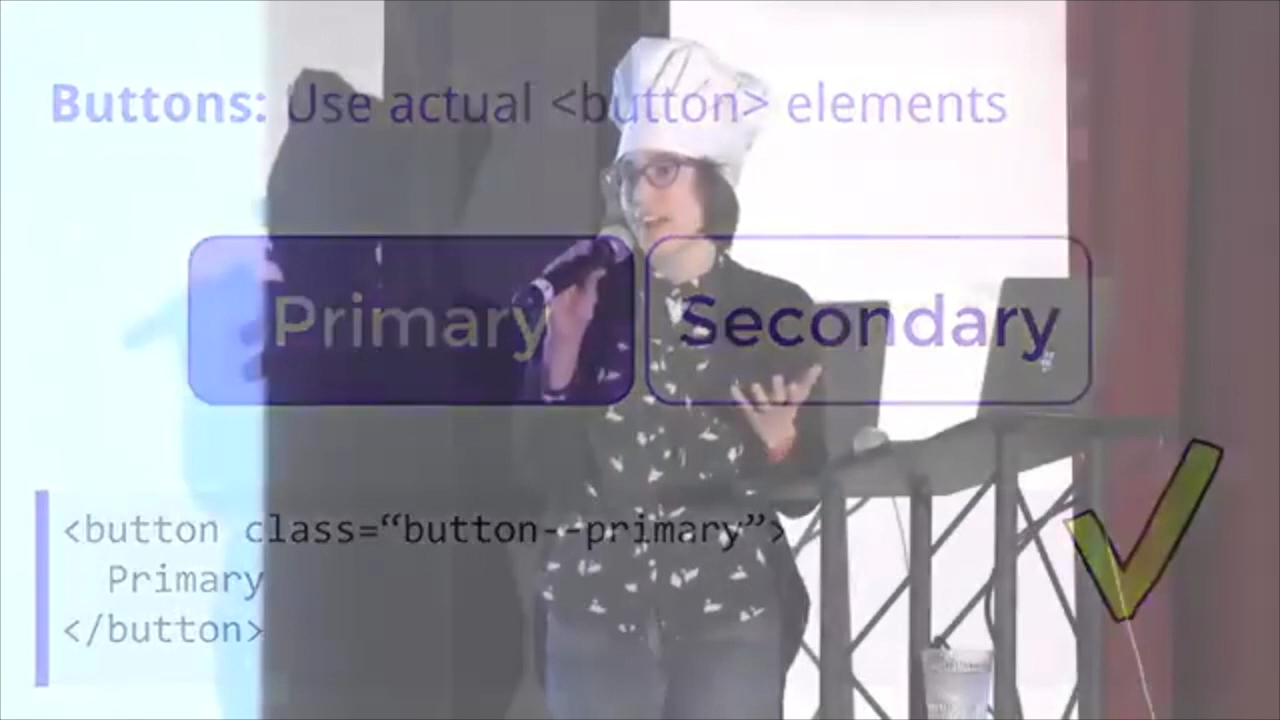 Buttons: Use actual <button> elements
Primary
Secondary
<button class=“button--primary”>
Primary
</button>